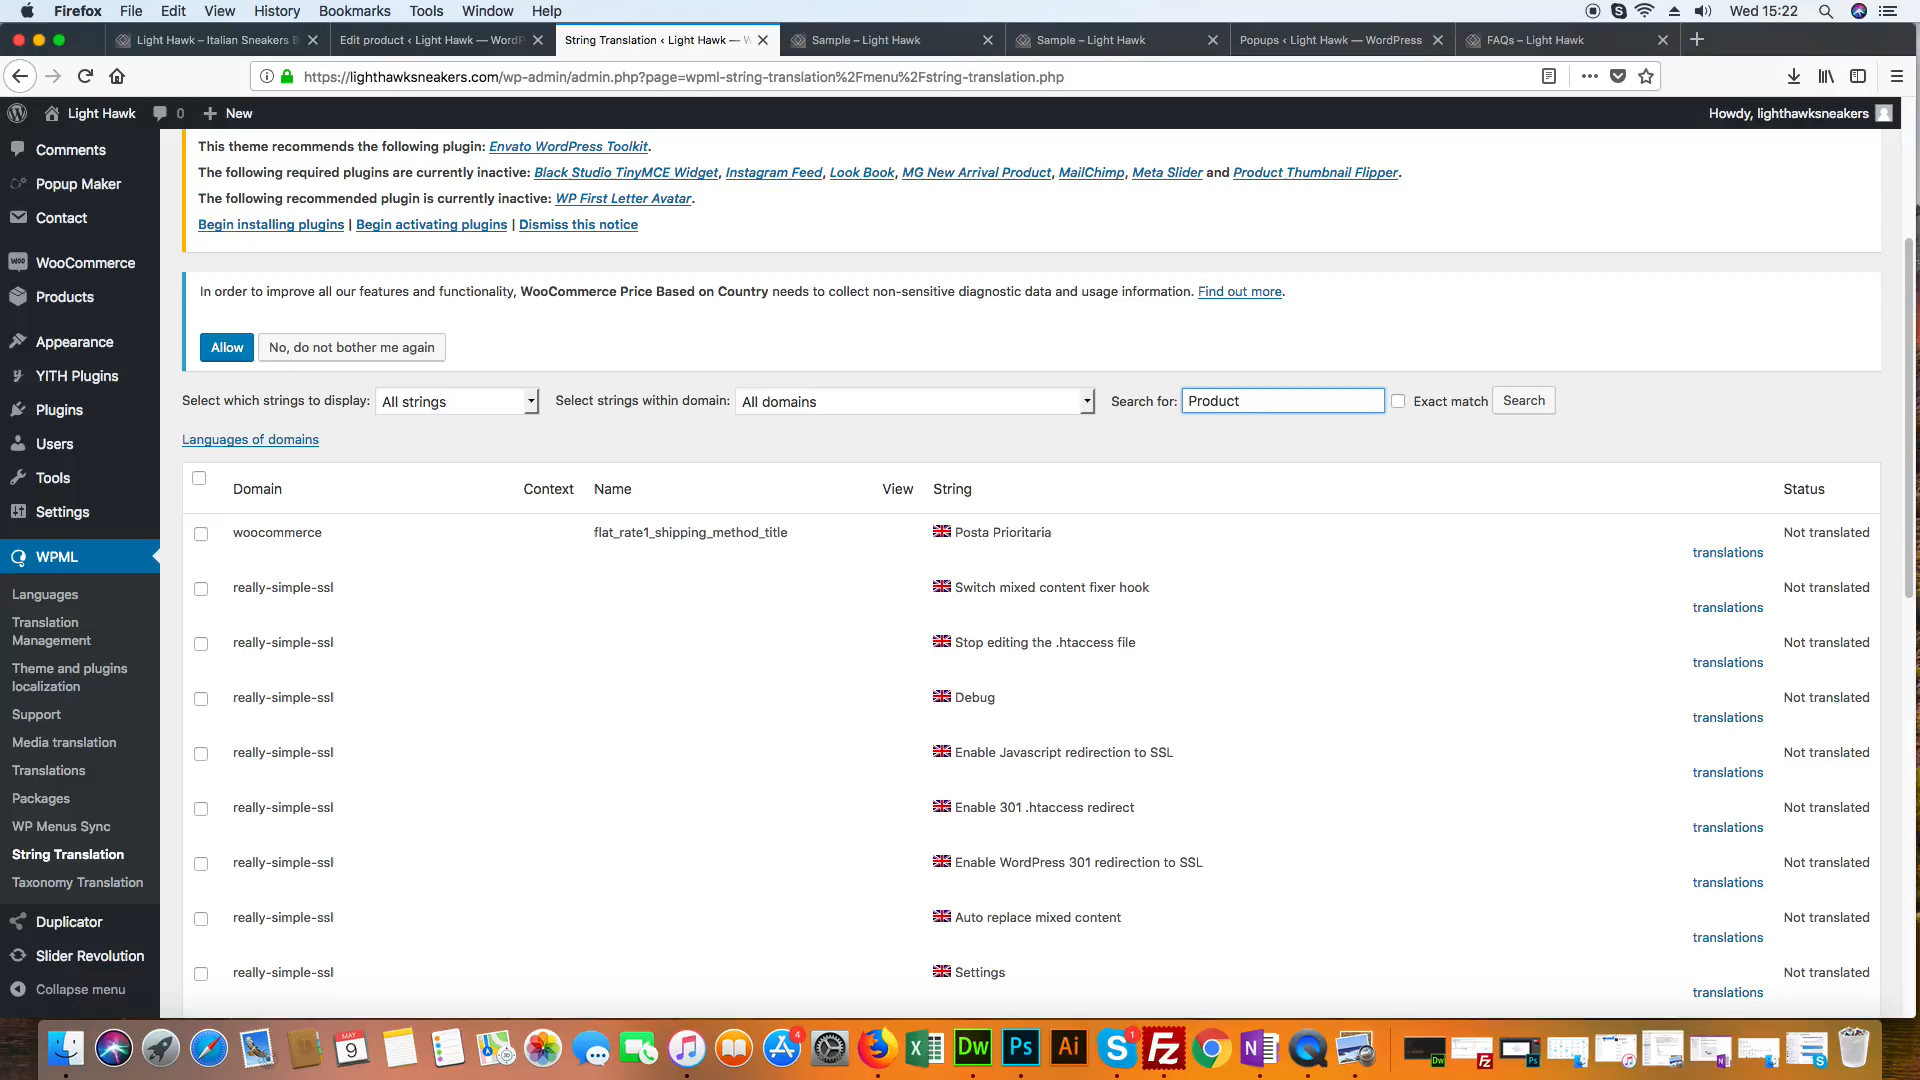 Firefox File Edit View History Bookmarks Tools Window Help Wed 15:22
Light Hawk – Italian Sneakers B
Edit product ‹ Light Hawk — WordP
String Translation ‹ Light Hawk — W
Sample – Light Hawk
Sample – Light Hawk
Popups ‹ Light Hawk — WordPress
FAQs – Light Hawk
https://lighthawksneakers.com/wp-admin/admin.php?page=wpml-string-translation%2Fmenu%2Fstring-translation.php
Light Hawk 0 New Howdy, lighthawksneakers
Comments
Popup Maker
Contact
WooCommerce
Products
Appearance
YITH Plugins
Plugins
Users
Tools
Settings
WPML
Languages
Translation
Management
Theme and plugins
localization
Support
Media translation
Translations
Packages
WP Menus Sync
String Translation
Taxonomy Translation
Duplicator
Slider Revolution
Collapse menu
This theme recommends the following plugin: Envato WordPress Toolkit.
The following required plugins are currently inactive: Black Studio TinyMCE Widget, Instagram Feed, Look Book, MG New Arrival Product, MailChimp, Meta Slider and Product Thumbnail Flipper.
The following recommended plugin is currently inactive: WP First Letter Avatar.
Begin installing plugins | Begin activating plugins | Dismiss this notice
In order to improve all our features and functionality, WooCommerce Price Based on Country needs to collect non-sensitive diagnostic data and usage information. Find out more.
Allow No, do not bother me again
Select which strings to display: All strings Select strings within domain: All domains Search for: Product Exact match Search
Languages of domains
Domain Context Name View String Status
woocommerce flat_rate1_shipping_method_title Posta Prioritaria Not translated
translations
really-simple-ssl Switch mixed content fixer hook Not translated
translations
really-simple-ssl Stop editing the .htaccess file Not translated
translations
really-simple-ssl Debug Not translated
translations
really-simple-ssl Enable Javascript redirection to SSL Not translated
translations
really-simple-ssl Enable 301 .htaccess redirect Not translated
translations
really-simple-ssl Enable WordPress 301 redirection to SSL Not translated
translations
really-simple-ssl Auto replace mixed content Not translated
translations
really-simple-ssl Settings Not translated
translations
MAY
9
4
Dw
Ps
Ai
1
Fz